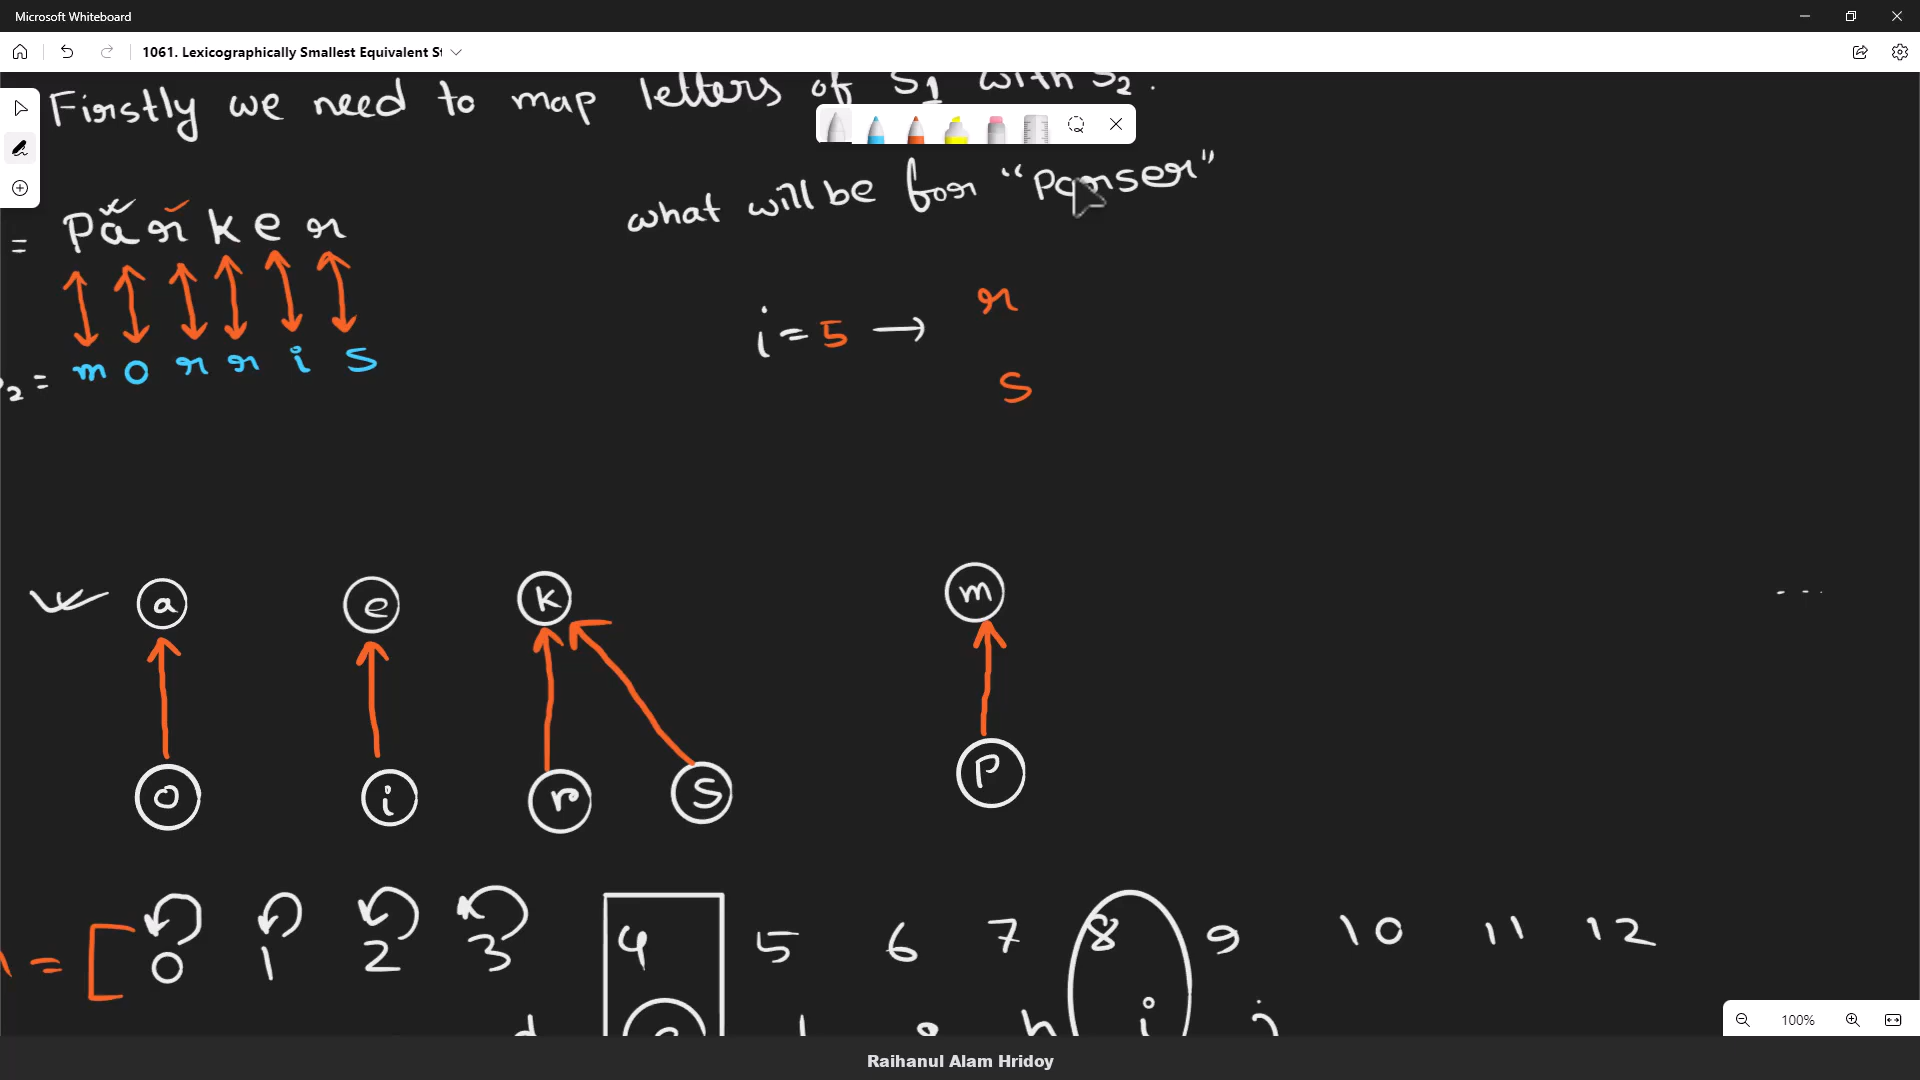 Microsoft Whiteboard
1061. Lexicographically Smallest Equivalent St
Firstly we need to map letters of S1 with S2.
what will be for "Parser"
= Parker
i = 5 → r
s
2 = m o r r i s
a e k m ...
o i r s p
= [ 0 1 2 3 4 5 6 7 8 9 10 11 12
d e g h i j
100%
Raihanul Alam Hridoy